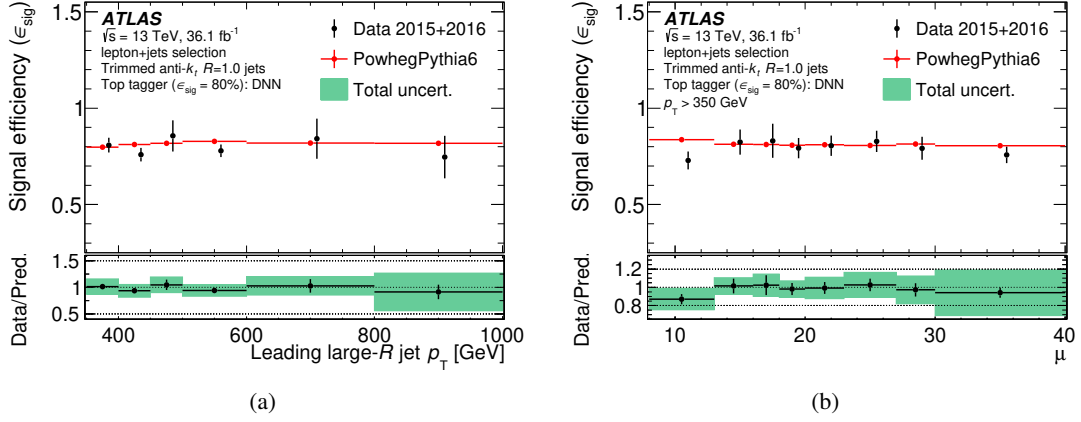 Signal efficiency (ϵsig)
1.5
1
0.5
ATLAS
√s = 13 TeV, 36.1 fb-1
lepton+jets selection
Trimmed anti-kt R=1.0 jets
Top tagger (ϵsig = 80%): DNN
Data 2015+2016
PowhegPythia6
Total uncert.
Data/Pred.
1.5
1
0.5
400 500 600 700 800 900 1000
Leading large-R jet pT [GeV]
(a)
Signal efficiency (ϵsig)
1.5
1
0.5
ATLAS
√s = 13 TeV, 36.1 fb-1
lepton+jets selection
Trimmed anti-kt R=1.0 jets
Top tagger (ϵsig = 80%): DNN
pT > 350 GeV
Data 2015+2016
PowhegPythia6
Total uncert.
Data/Pred.
1.2
1
0.8
10 20 30 40
μ
(b)